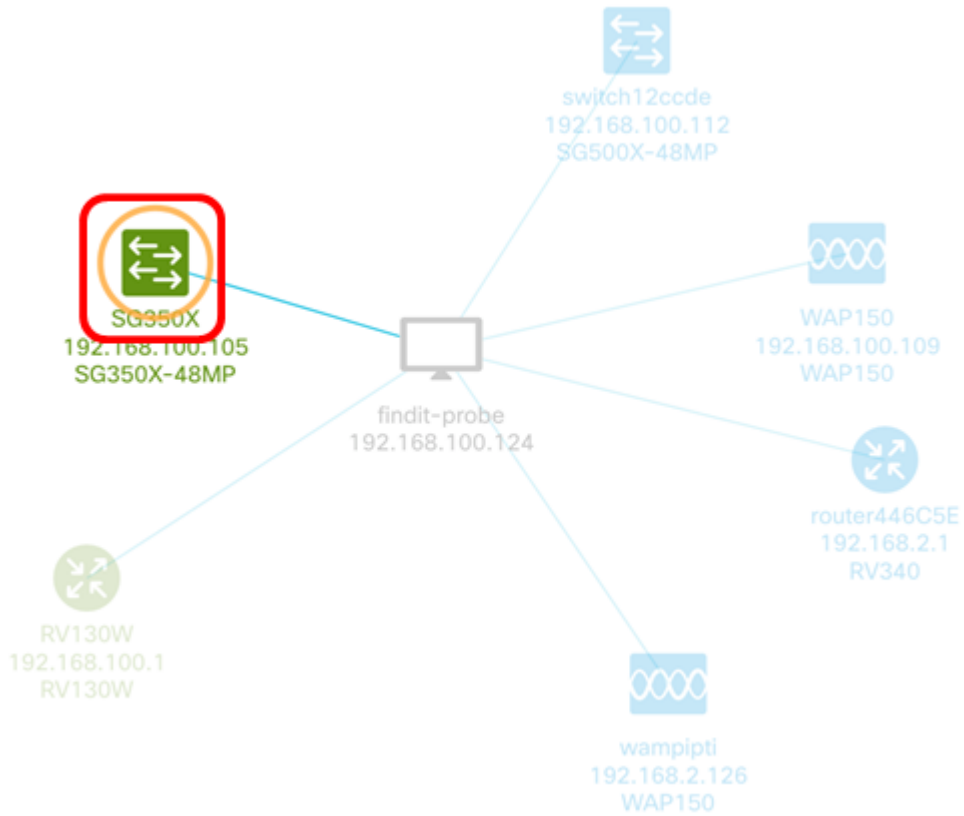 switch12ccde
192.168.100.112
SG500X-48MP
SG350X
192.168.100.105
SG350X-48MP
WAP150
192.168.100.109
WAP150
findit-probe
192.168.100.124
router446C5E
192.168.2.1
RV340
RV130W
192.168.100.1
RV130W
wampipti
192.168.2.126
WAP150